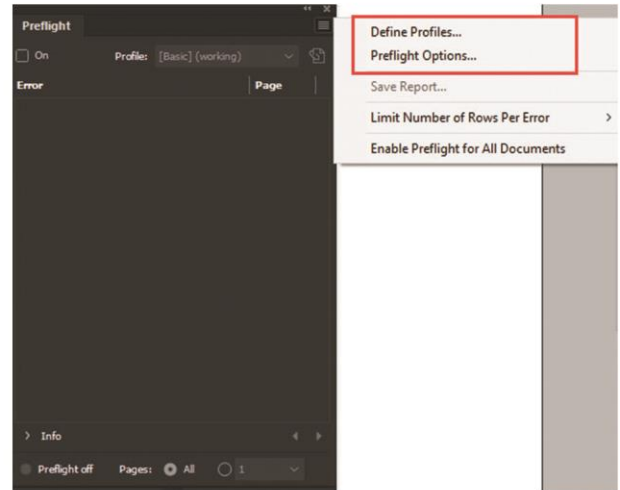 Preflight
On Profile: [Basic] (working)
Error Page
Info
Preflight off Pages: All 1
Define Profiles...
Preflight Options...
Save Report...
Limit Number of Rows Per Error
Enable Preflight for All Documents